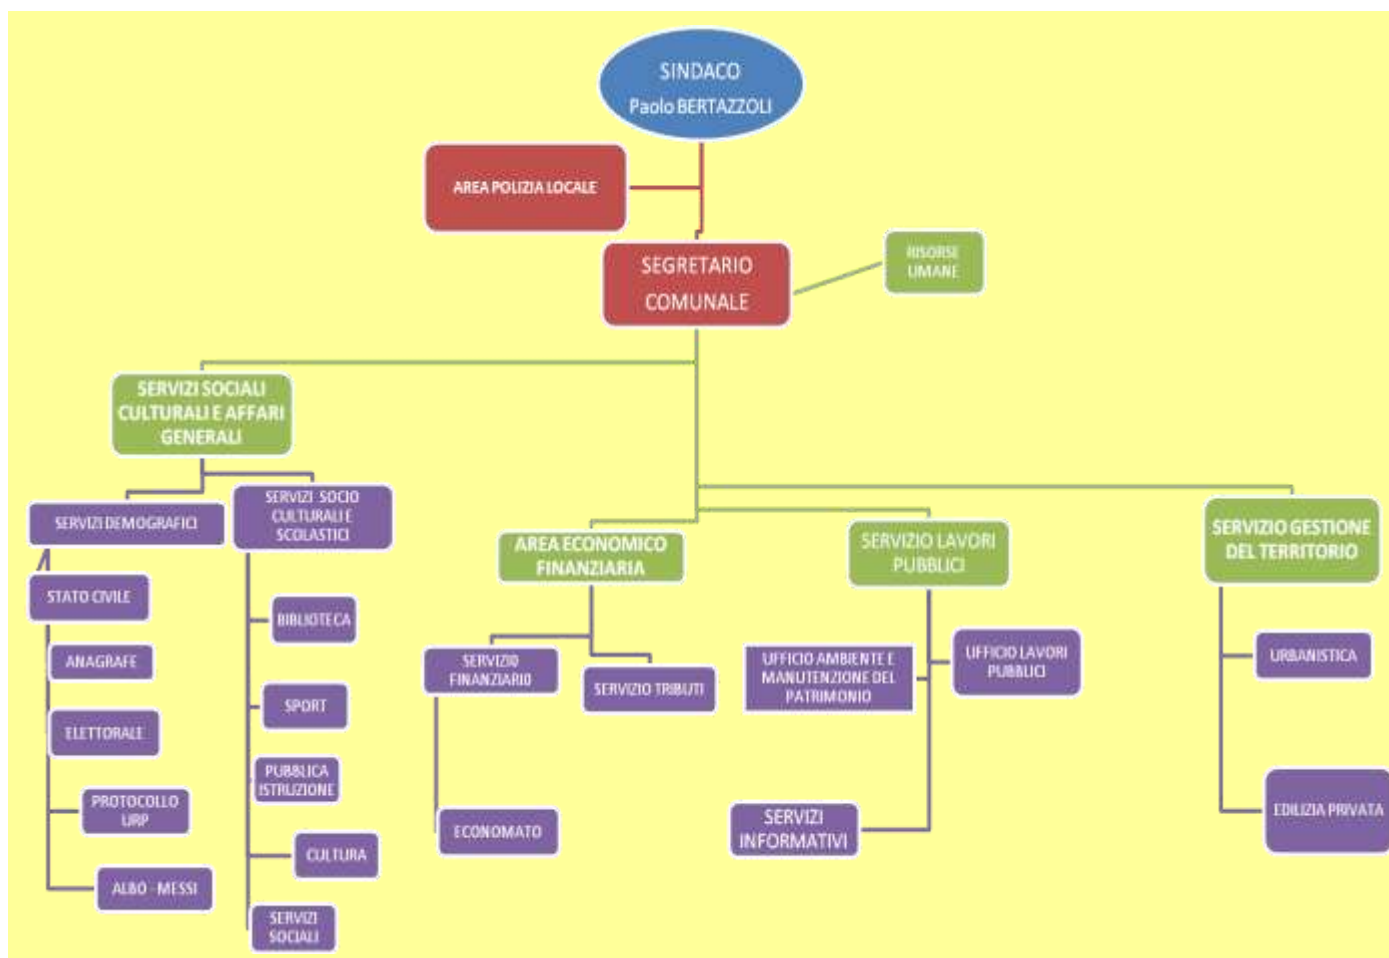 SINDACO
Paolo BERTAZZOLI
AREA POLIZIA LOCALE
SEGRETARIO
COMUNALE
RISORSE
UMANE
SERVIZI SOCIALI
CULTURALI E AFFARI
GENERALI
SERVIZI DEMOGRAFICI
SERVIZI SOCIO
CULTURALI E
SCOLASTICI
STATO CIVILE
ANAGRAFE
ELETTORALE
PROTOCOLLO
URP
ALBO - MESSI
BIBLIOTECA
SPORT
PUBBLICA
ISTRUZIONE
CULTURA
SERVIZI
SOCIALI
AREA ECONOMICO
FINANZIARIA
SERVIZIO
FINANZIARIO
SERVIZIO TRIBUTI
ECONOMATO
SERVIZIO LAVORI
PUBBLICI
UFFICIO AMBIENTE E
MANUTENZIONE DEL
PATRIMONIO
UFFICIO LAVORI
PUBBLICI
SERVIZI
INFORMATIVI
SERVIZIO GESTIONE
DEL TERRITORIO
URBANISTICA
EDILIZIA PRIVATA